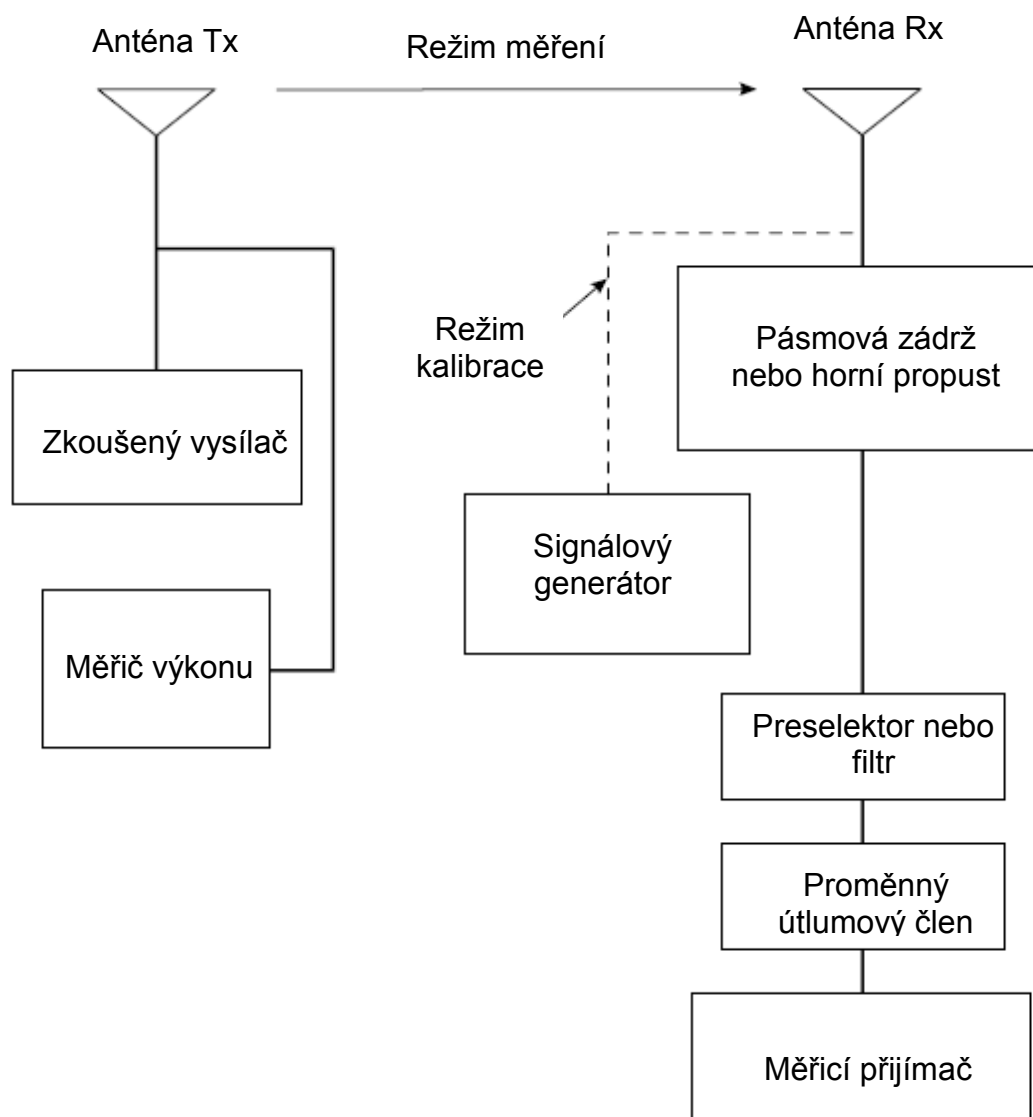 Anténa Tx
Režim měření
Anténa Rx
Režim
kalibrace
Pásmová zádrž
nebo horní propust
Zkoušený vysílač
Signálový
generátor
Měřič výkonu
Preselektor nebo
filtr
Proměnný
útlumový člen
Měřicí přijímač